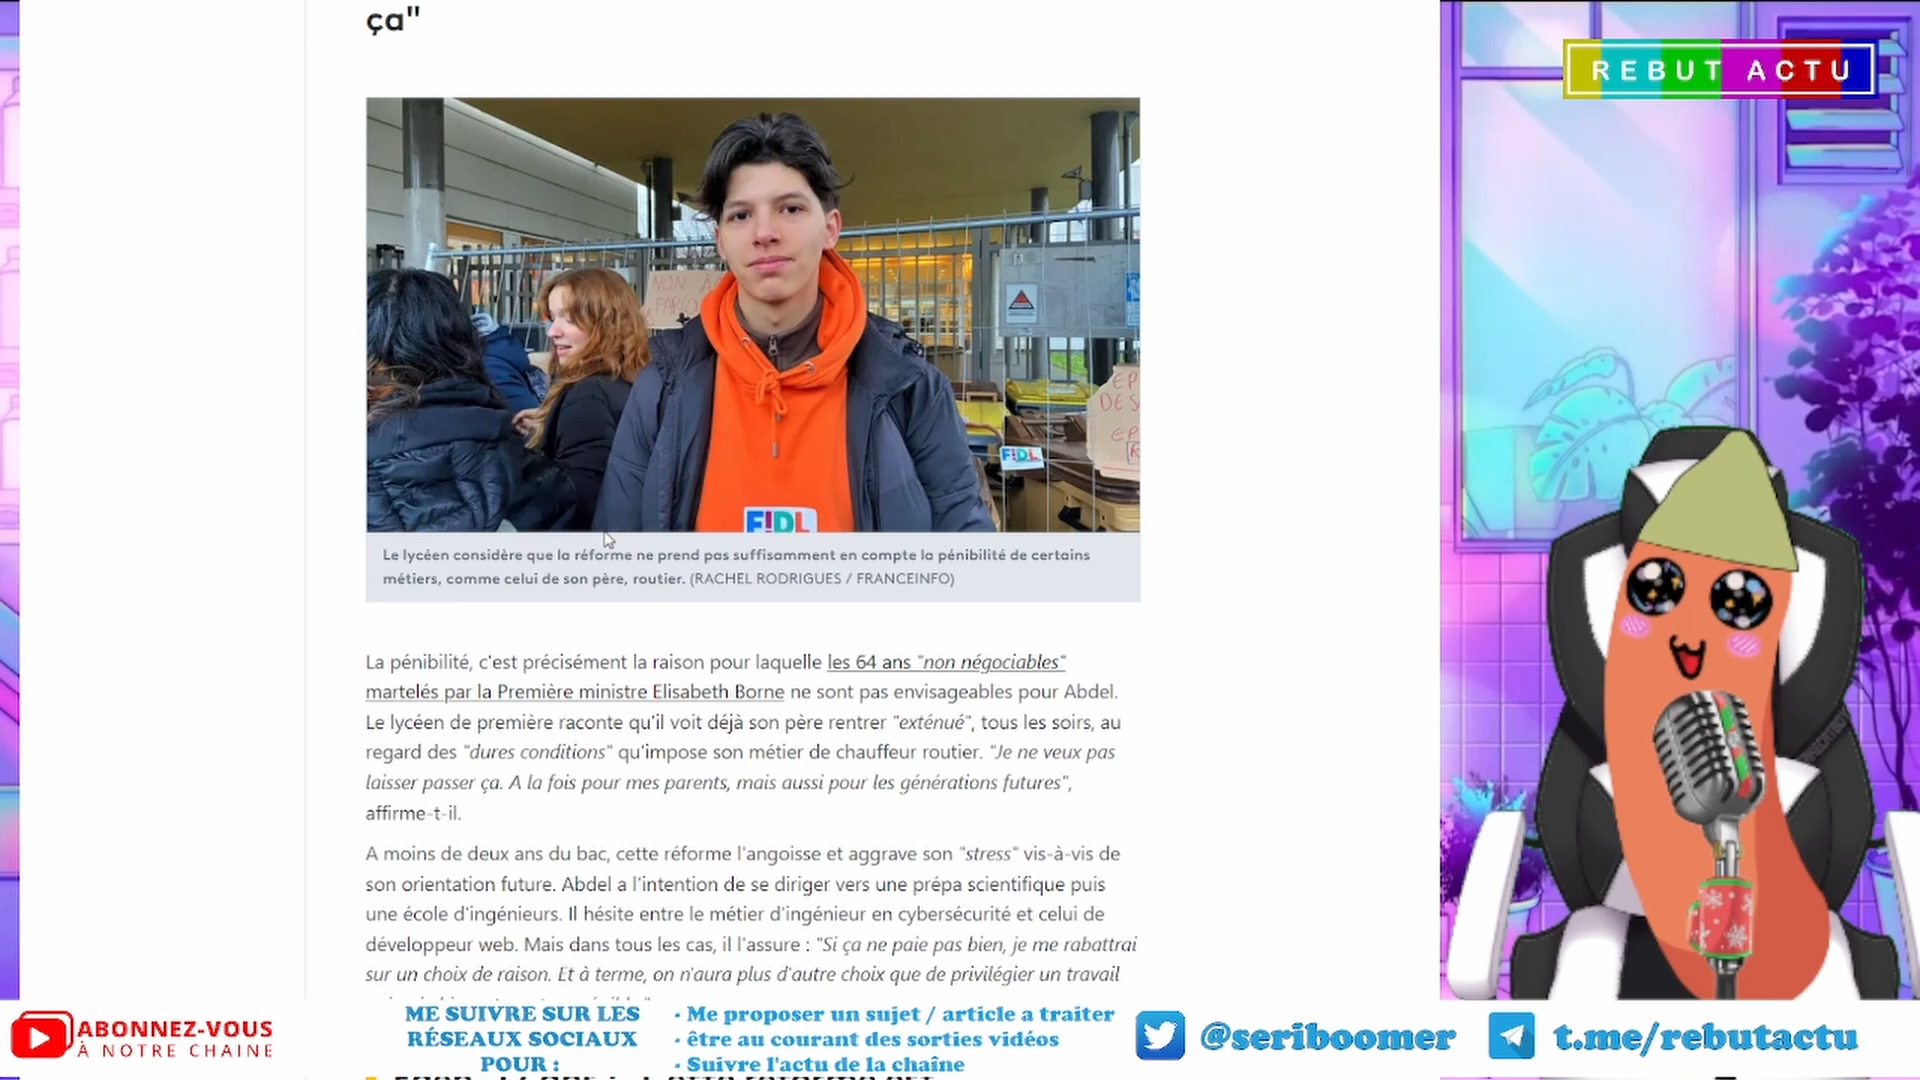 ça"
REBUT ACTU
NON À
FIDL
F!DL
Le lycéen considère que la réforme ne prend pas suffisamment en compte la pénibilité de certains
métiers, comme celui de son père, routier. (RACHEL RODRIGUES / FRANCEINFO)
La pénibilité, c'est précisément la raison pour laquelle les 64 ans "non négociables"
martelés par la Première ministre Elisabeth Borne ne sont pas envisageables pour Abdel.
Le lycéen de première raconte qu'il voit déjà son père rentrer "exténué", tous les soirs, au
regard des "dures conditions" qu'impose son métier de chauffeur routier. "Je ne veux pas
laisser passer ça. A la fois pour mes parents, mais aussi pour les générations futures",
affirme-t-il.
A moins de deux ans du bac, cette réforme l'angoisse et aggrave son "stress" vis-à-vis de
son orientation future. Abdel a l'intention de se diriger vers une prépa scientifique puis
une école d'ingénieurs. Il hésite entre le métier d'ingénieur en cybersécurité et celui de
développeur web. Mais dans tous les cas, il l'assure : "Si ça ne paie pas bien, je me rabattrai
sur un choix de raison. Et à terme, on n'aura plus d'autre choix que de privilégier un travail
ABONNEZ-VOUS
À NOTRE CHAINE
ME SUIVRE SUR LES
RÉSEAUX SOCIAUX
POUR :
- Me proposer un sujet / article a traiter
- être au courant des sorties vidéos
- Suivre l'actu de la chaîne
@seriboomer
t.me/rebutactu